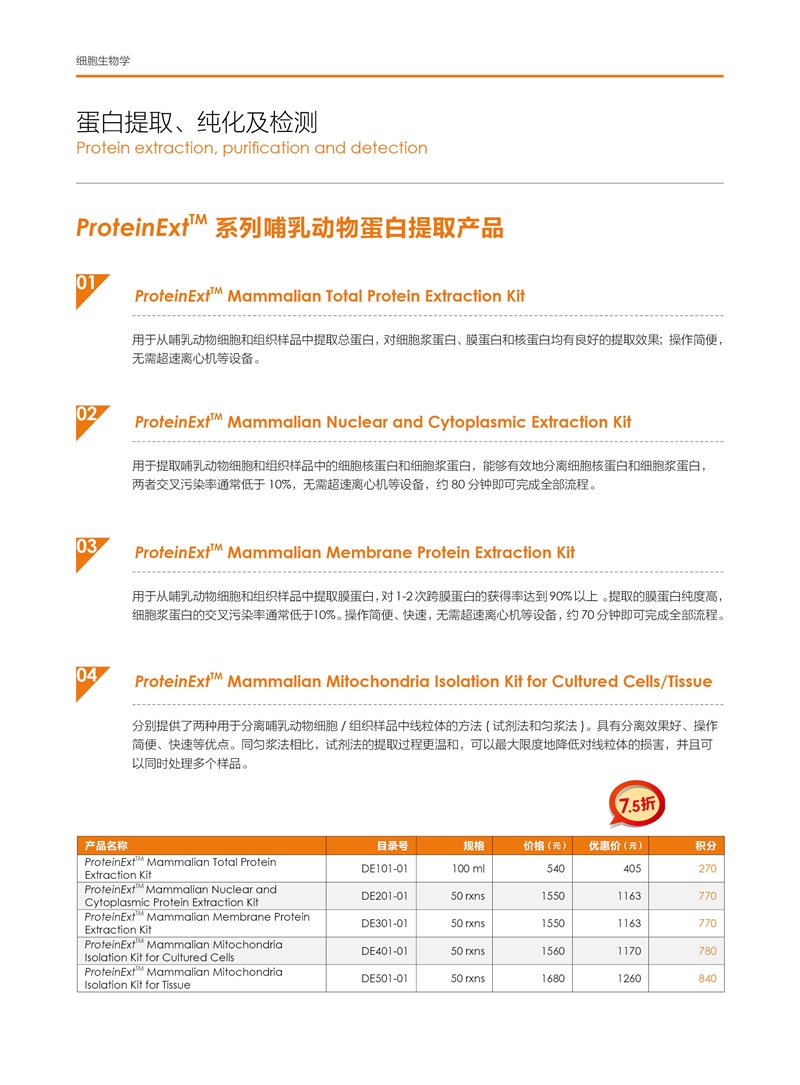 细胞生物学
蛋白提取、纯化及检测
Protein extraction, purification and detection
ProteinExt™ 系列哺乳动物蛋白提取产品
01
ProteinExt™ Mammalian Total Protein Extraction Kit
用于从哺乳动物细胞和组织样品中提取总蛋白，对细胞浆蛋白、膜蛋白和核蛋白均有良好的提取效果；操作简便，
无需超速离心机等设备。
02
ProteinExt™ Mammalian Nuclear and Cytoplasmic Extraction Kit
用于提取哺乳动物细胞和组织样品中的细胞核蛋白和细胞浆蛋白，能够有效地分离细胞核蛋白和细胞浆蛋白，
两者交叉污染率通常低于 10%，无需超速离心机等设备，约 80 分钟即可完成全部流程。
03
ProteinExt™ Mammalian Membrane Protein Extraction Kit
用于从哺乳动物细胞和组织样品中提取膜蛋白，对 1-2 次跨膜蛋白的获得率达到 90% 以上 。提取的膜蛋白纯度高，
细胞浆蛋白的交叉污染率通常低于10%。操作简便、快速，无需超速离心机等设备，约 70 分钟即可完成全部流程。
04
ProteinExt™ Mammalian Mitochondria Isolation Kit for Cultured Cells/Tissue
分别提供了两种用于分离哺乳动物细胞 / 组织样品中线粒体的方法 ( 试剂法和匀浆法 )。具有分离效果好、操作
简便、快速等优点。同匀浆法相比，试剂法的提取过程更温和，可以最大限度地降低对线粒体的损害，并且可
以同时处理多个样品。
7.5折
产品名称 目录号 规格 价格（元） 优惠价（元） 积分
ProteinExt™ Mammalian Total Protein
Extraction Kit DE101-01 100 ml 540 405 270
ProteinExt™ Mammalian Nuclear and
Cytoplasmic Protein Extraction Kit DE201-01 50 rxns 1550 1163 770
ProteinExt™ Mammalian Membrane Protein
Extraction Kit DE301-01 50 rxns 1550 1163 770
ProteinExt™ Mammalian Mitochondria
Isolation Kit for Cultured Cells DE401-01 50 rxns 1560 1170 780
ProteinExt™ Mammalian Mitochondria
Isolation Kit for Tissue DE501-01 50 rxns 1680 1260 840